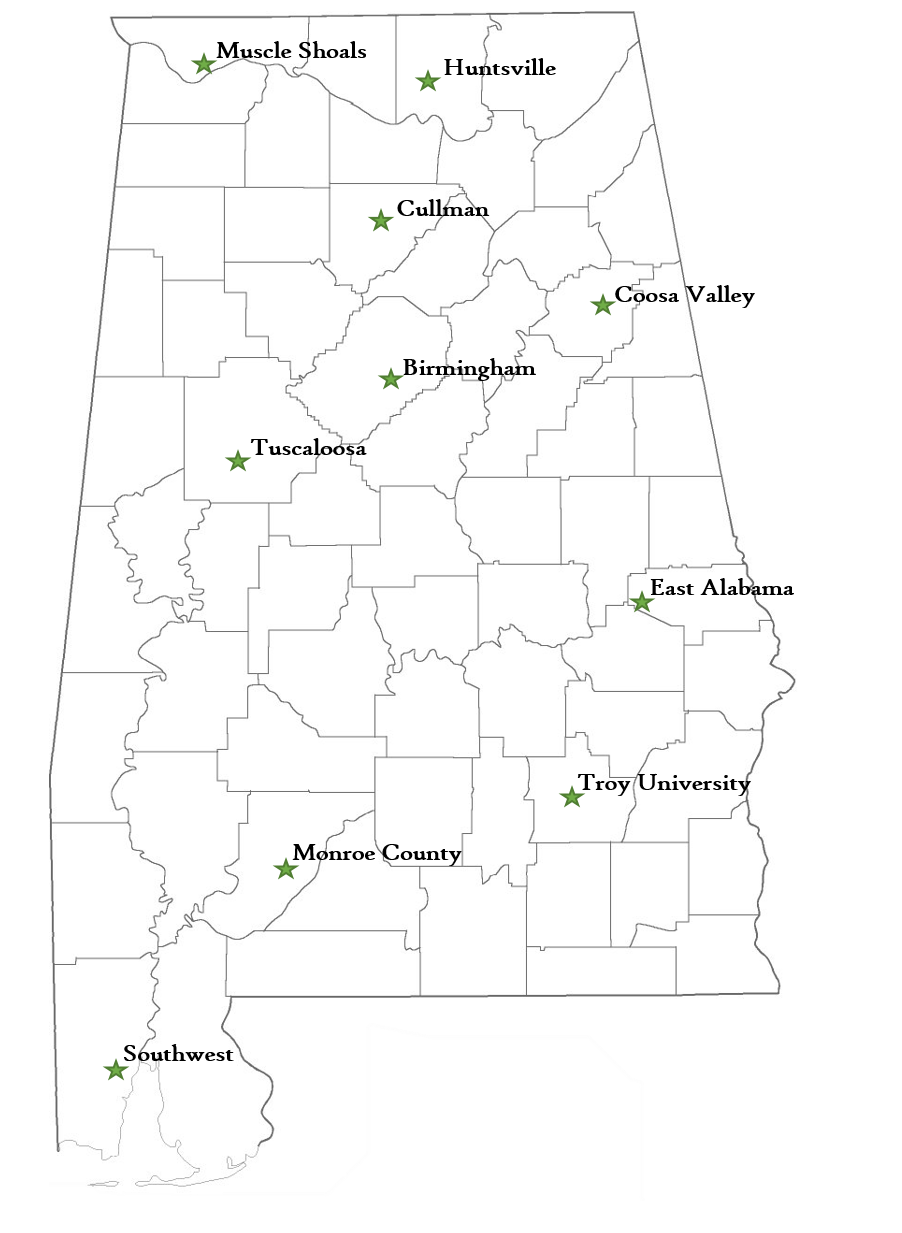 Muscle Shoals
Huntsville
Cullman
Coosa Valley
Birmingham
Tuscaloosa
East Alabama
Troy University
Monroe County
Southwest